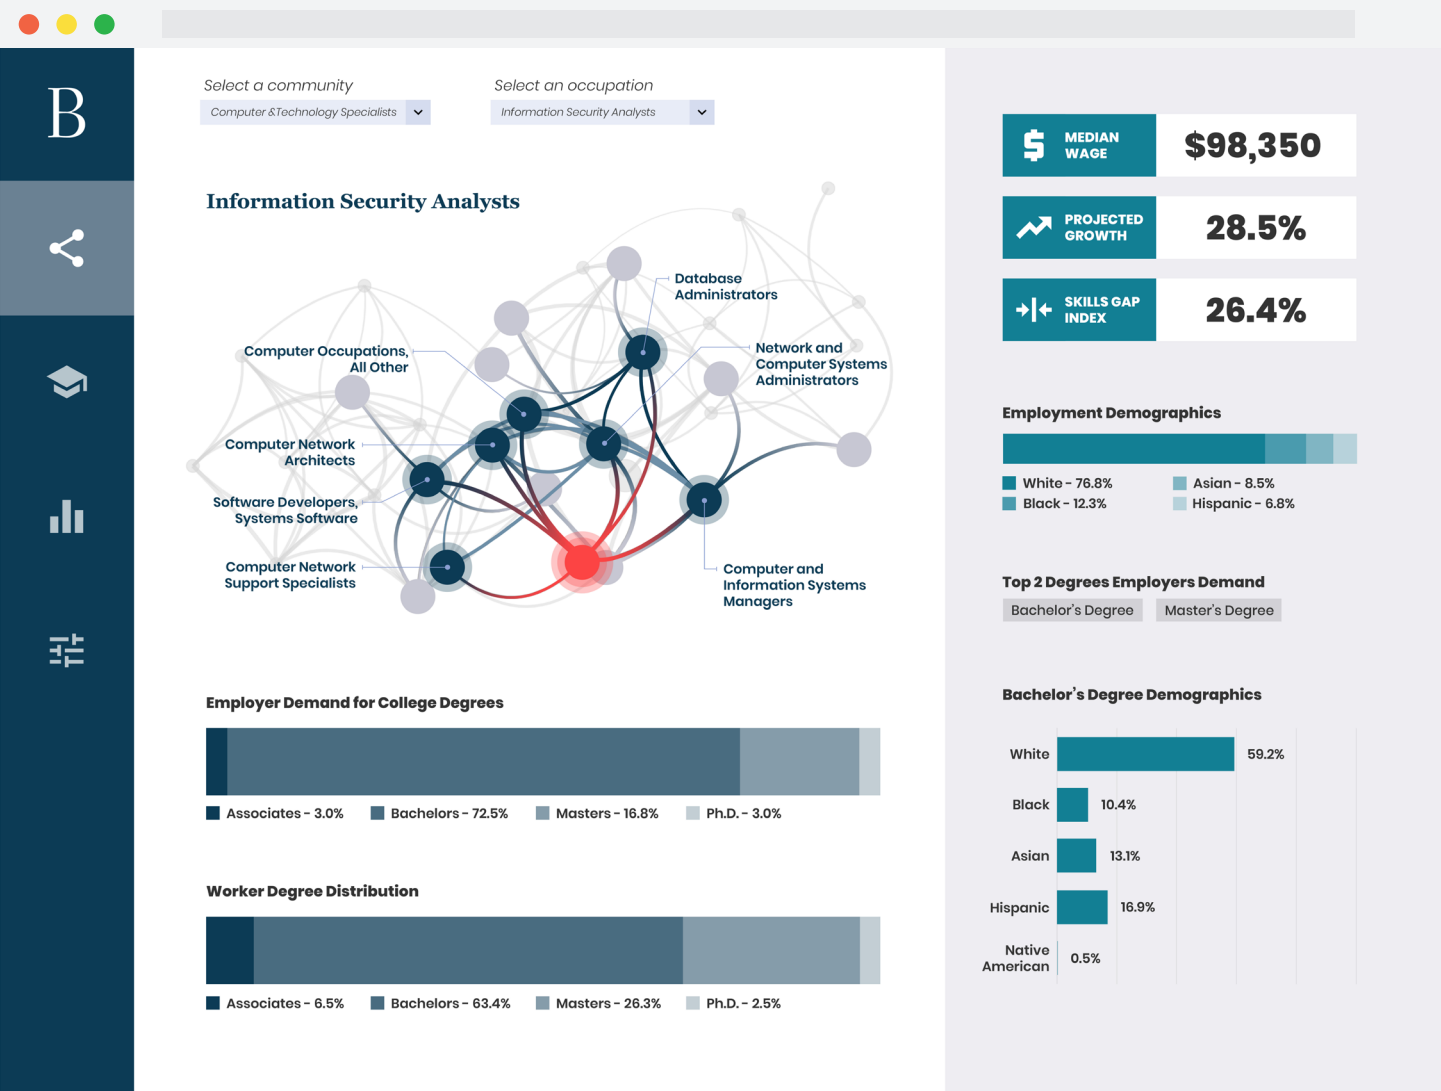 B
Select a community
Select an occupation
Computer &Technology Specialists
Information Security Analysts
Information Security Analysts
Database
Administrators
Computer Occupations,
All Other
Network and
Computer Systems
Administrators
Computer Network
Architects
Software Developers,
Systems Software
Computer Network
Support Specialists
Computer and
Information Systems
Managers
Employer Demand for College Degrees
Associates - 3.0%
Bachelors - 72.5%
Masters - 16.8%
Ph.D. - 3.0%
Worker Degree Distribution
Associates - 6.5%
Bachelors - 63.4%
Masters - 26.3%
Ph.D. - 2.5%
MEDIAN
WAGE
$98,350
PROJECTED
GROWTH
28.5%
SKILLS GAP
INDEX
26.4%
Employment Demographics
White - 76.8%
Asian - 8.5%
Black - 12.3%
Hispanic - 6.8%
Top 2 Degrees Employers Demand
Bachelor's Degree
Master's Degree
Bachelor's Degree Demographics
White
59.2%
Black
10.4%
Asian
13.1%
Hispanic
16.9%
Native
American
0.5%